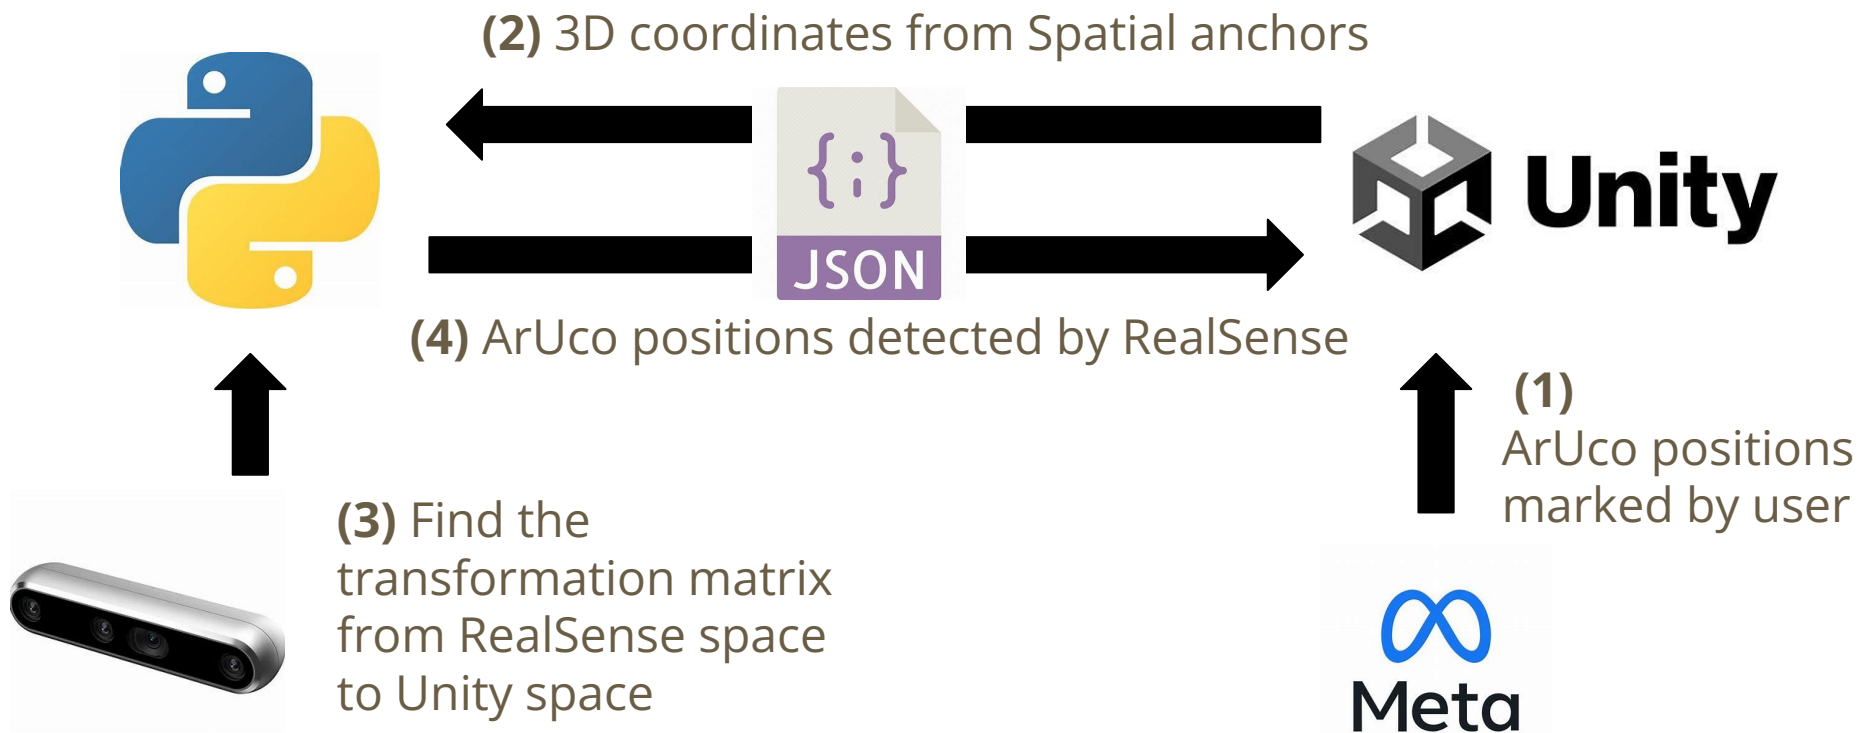 (2) 3D coordinates from Spatial anchors
{;}
JSON
Unity
(4) ArUco positions detected by RealSense
(1)
ArUco positions
marked by user
(3) Find the
transformation matrix
from RealSense space
to Unity space
Meta